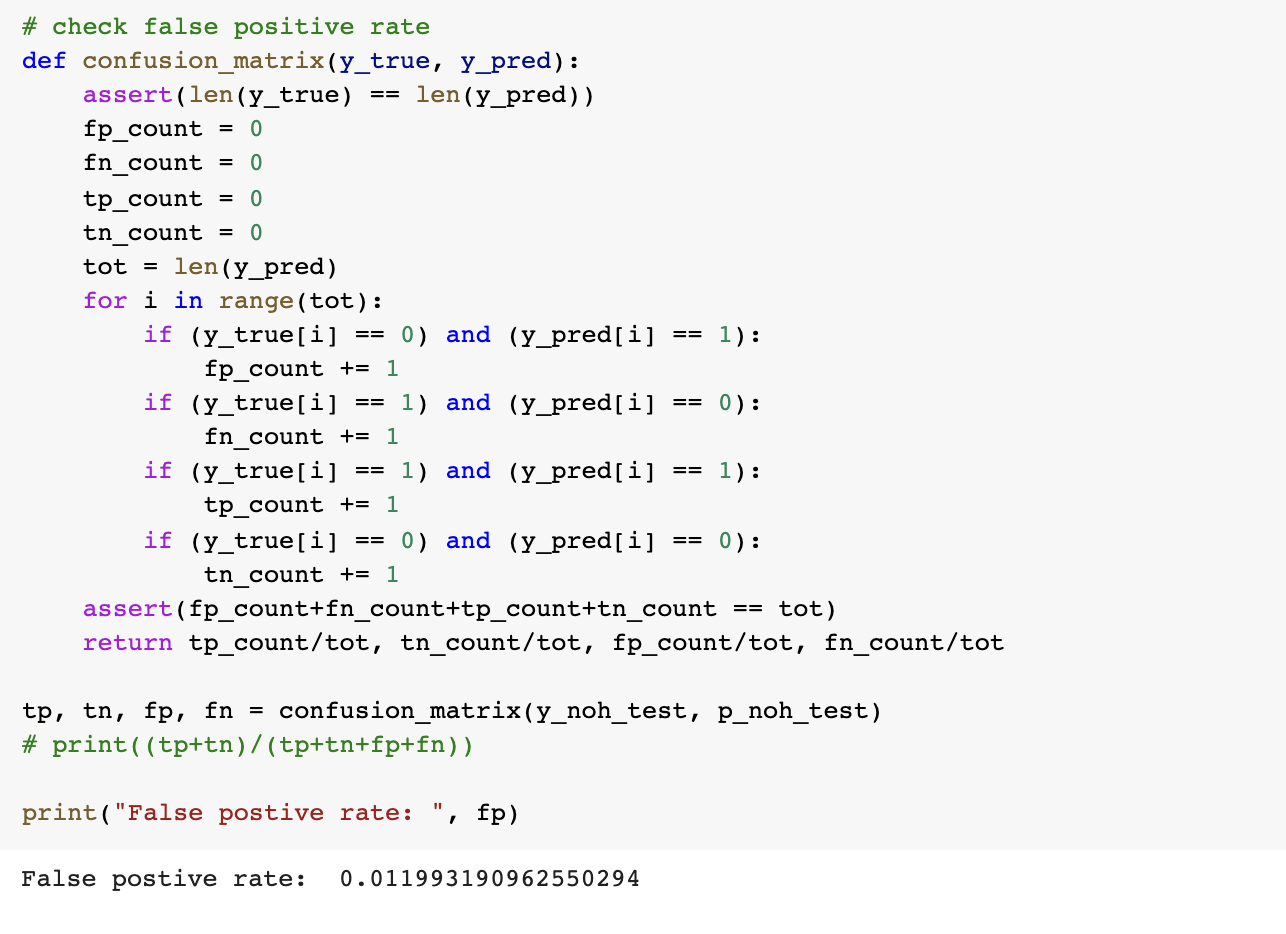 # check false positive rate
def confusion_matrix(y_true, y_pred):
    assert(len(y_true) == len(y_pred))
    fp_count = 0
    fn_count = 0
    tp_count = 0
    tn_count = 0
    tot = len(y_pred)
    for i in range(tot):
        if (y_true[i] == 0) and (y_pred[i] == 1):
            fp_count += 1
        if (y_true[i] == 1) and (y_pred[i] == 0):
            fn_count += 1
        if (y_true[i] == 1) and (y_pred[i] == 1):
            tp_count += 1
        if (y_true[i] == 0) and (y_pred[i] == 0):
            tn_count += 1
    assert(fp_count+fn_count+tp_count+tn_count == tot)
    return tp_count/tot, tn_count/tot, fp_count/tot, fn_count/tot

tp, tn, fp, fn = confusion_matrix(y_noh_test, p_noh_test)
# print((tp+tn)/(tp+tn+fp+fn))

print("False postive rate: ", fp)
False postive rate:  0.011993190962550294